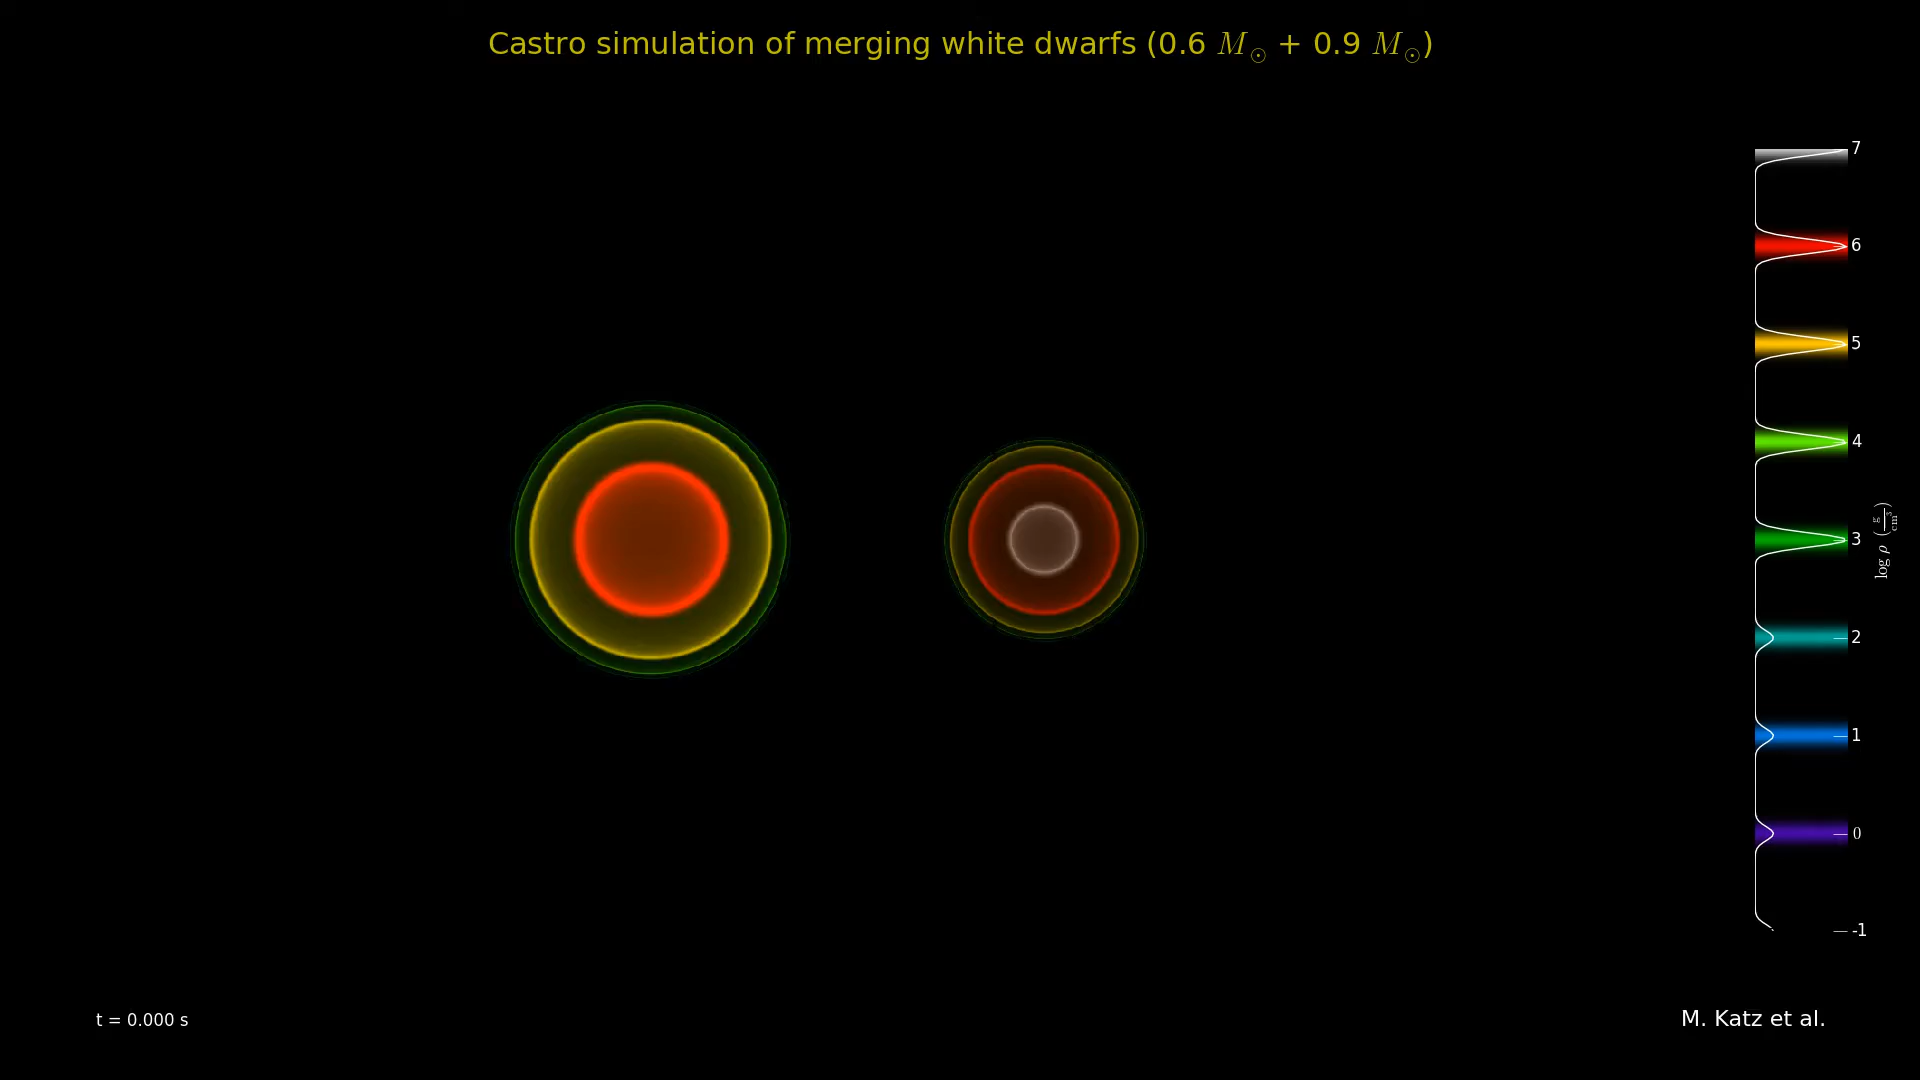 Castro simulation of merging white dwarfs (0.6 M☉ + 0.9 M☉)
7
6
5
4
3
2
1
0
-1
log ρ (g/cm³)
t = 0.000 s
M. Katz et al.